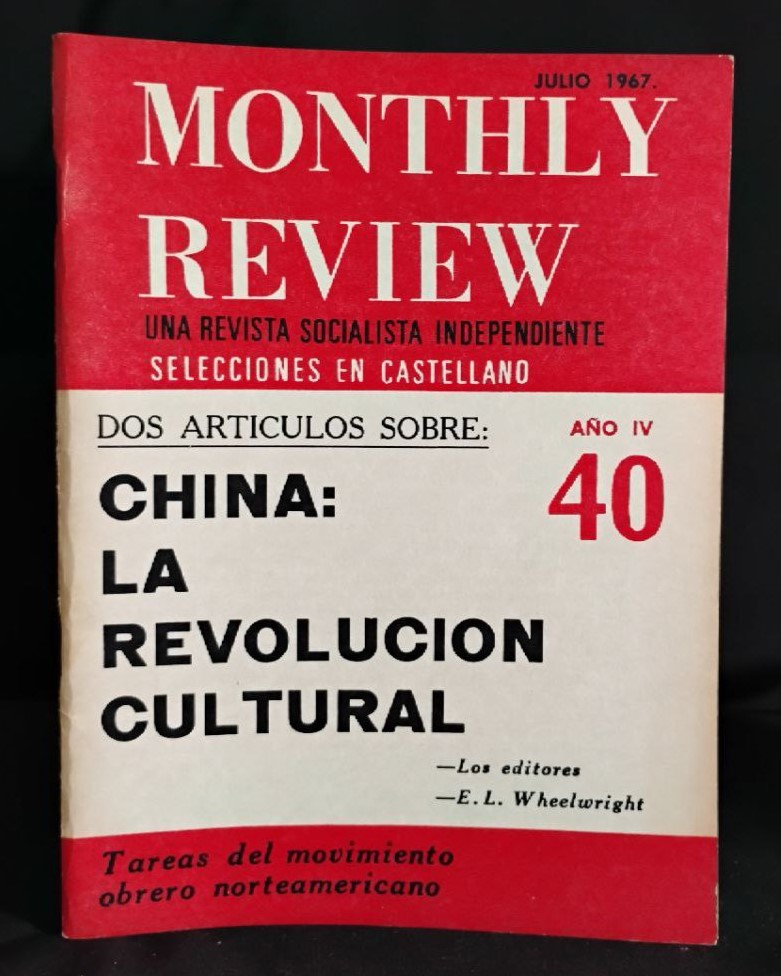 JULIO 1967.
MONTHLY
REVIEW
UNA REVISTA SOCIALISTA INDEPENDIENTE
SELECCIONES EN CASTELLANO
DOS ARTICULOS SOBRE:
AÑO IV
40
CHINA:
LA
REVOLUCION
CULTURAL
—Los editores
—E. L. Wheelwright
Tareas del movimiento
obrero norteamericano